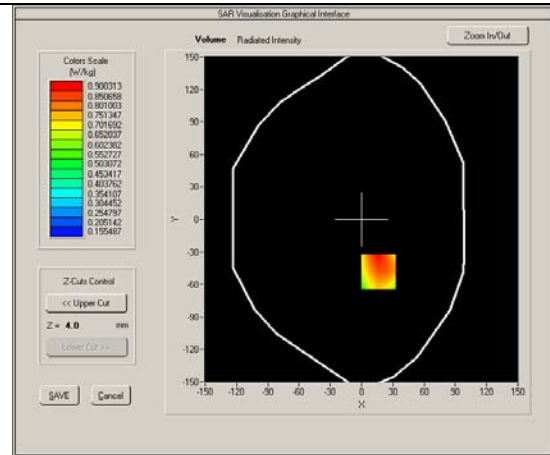 SAR Visualisation Graphical Interface
Volume Radiated Intensity
Zoom In/Out
Colors Scale
(W/kg)
0.900313
0.850658
0.801003
0.751347
0.701692
0.652037
0.602382
0.552727
0.503072
0.453417
0.403762
0.354107
0.304452
0.254797
0.205142
0.155487
Z-Cuts Control
<< Upper Cut
Z = 4.0 mm
Lower Cut >>
SAVE Cancel
150
120
90
60
30
0
-30
-60
-90
-120
-150
Y
-150 -120 -90 -60 -30 0 30 60 90 120 150
X